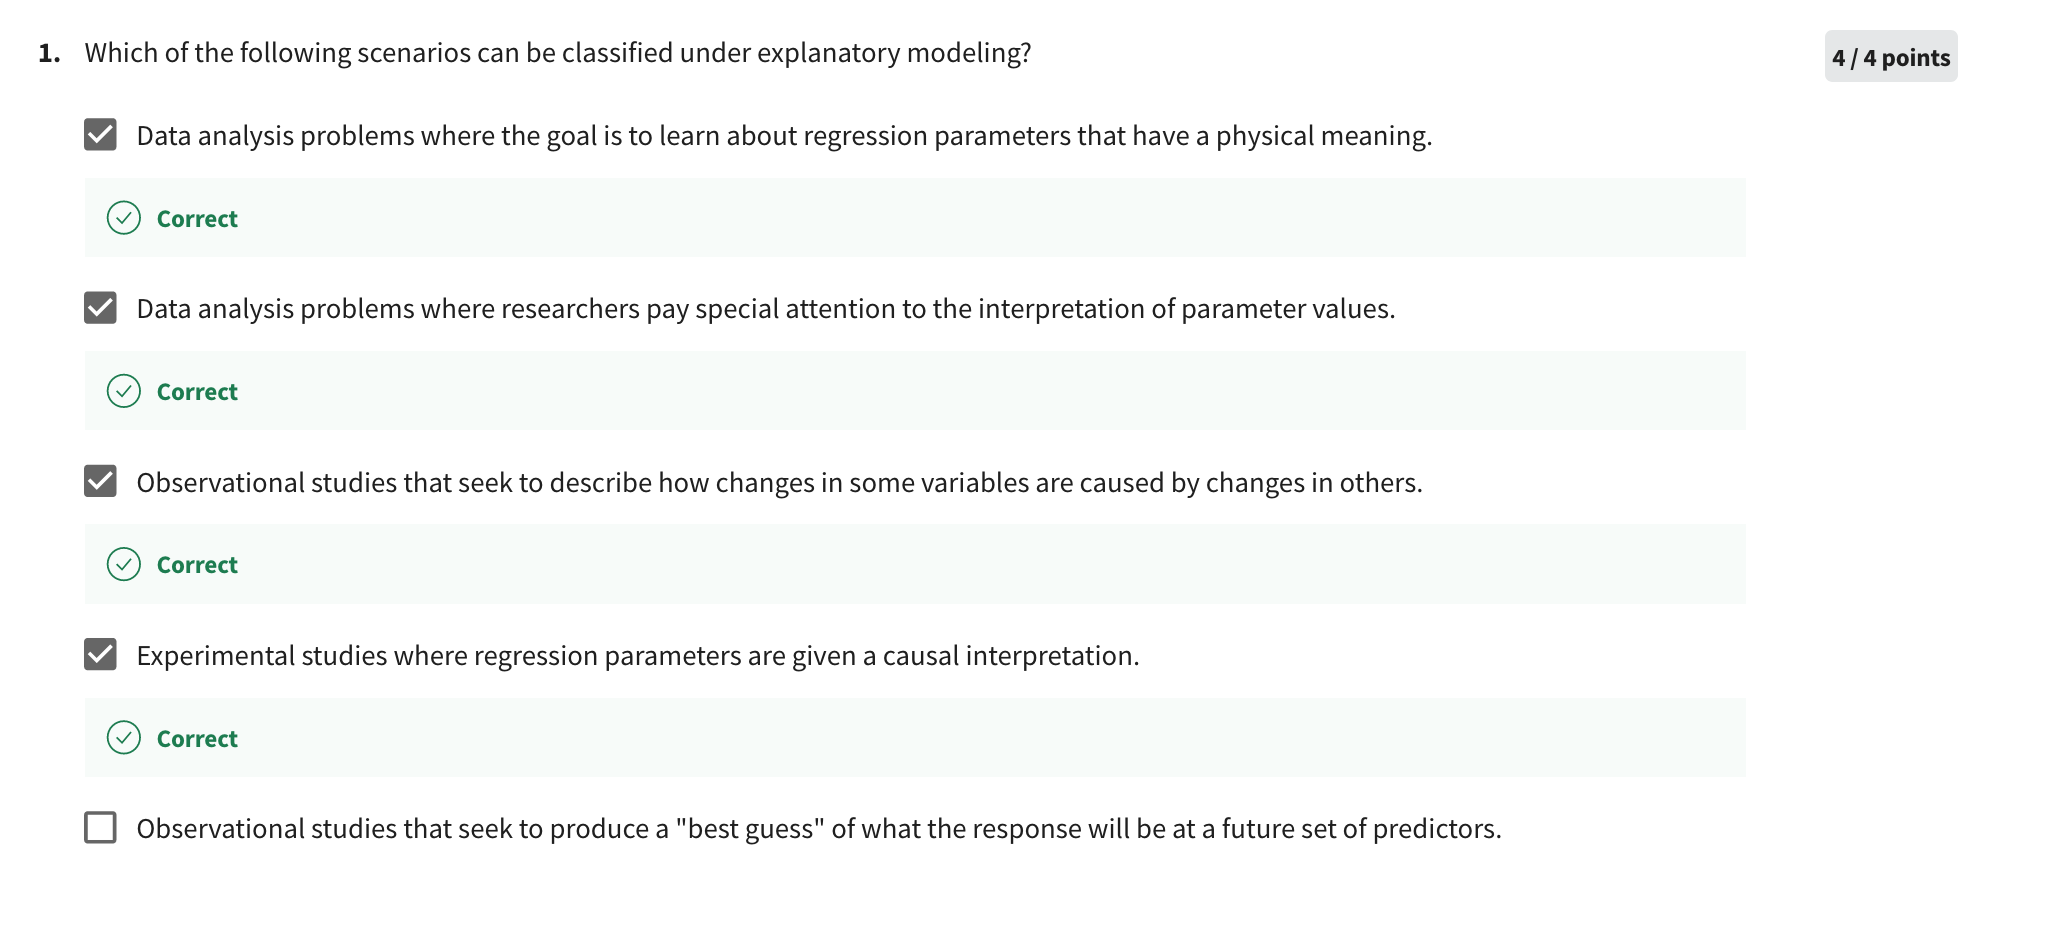 1. Which of the following scenarios can be classified under explanatory modeling?
4 / 4 points
Data analysis problems where the goal is to learn about regression parameters that have a physical meaning.
Correct
Data analysis problems where researchers pay special attention to the interpretation of parameter values.
Correct
Observational studies that seek to describe how changes in some variables are caused by changes in others.
Correct
Experimental studies where regression parameters are given a causal interpretation.
Correct
Observational studies that seek to produce a "best guess" of what the response will be at a future set of predictors.